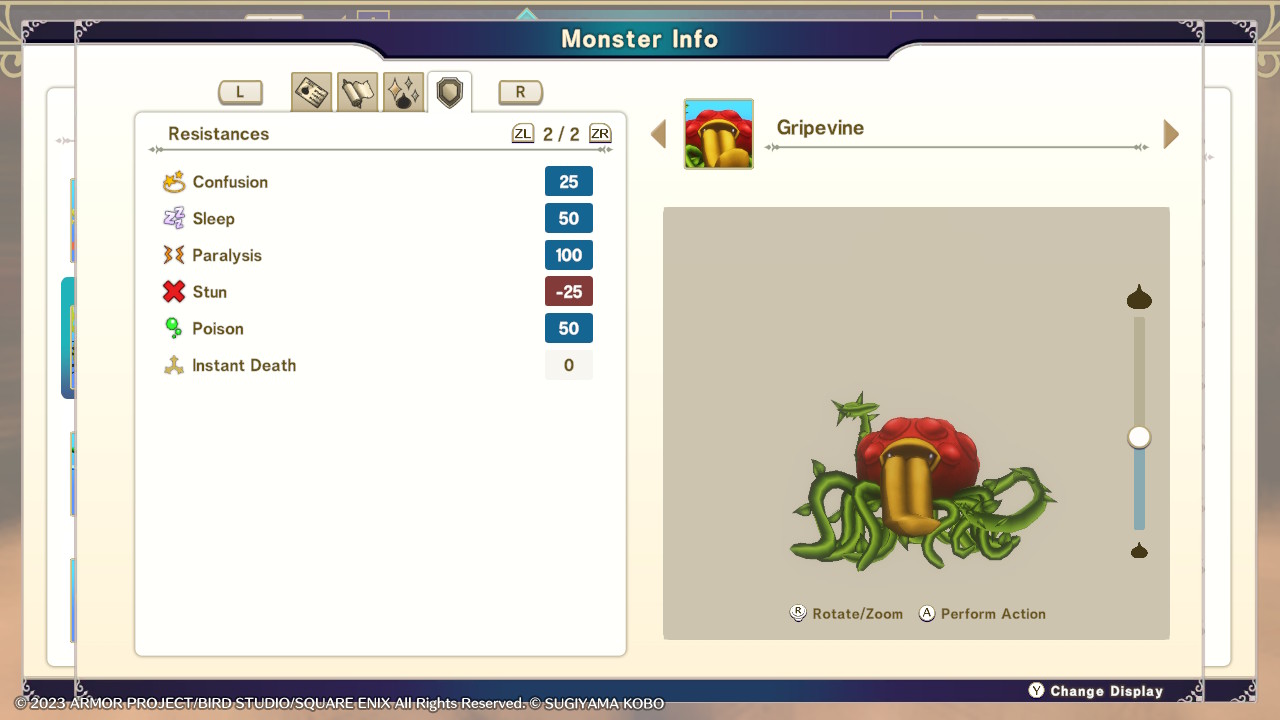 Monster Info
L
R
Resistances
ZL 2 / 2 ZR
Confusion 25
Sleep 50
Paralysis 100
Stun -25
Poison 50
Instant Death 0
Gripevine
R Rotate/Zoom A Perform Action
Y Change Display
© 2023 ARMOR PROJECT/BIRD STUDIO/SQUARE ENIX All Rights Reserved. © SUGIYAMA KOBO